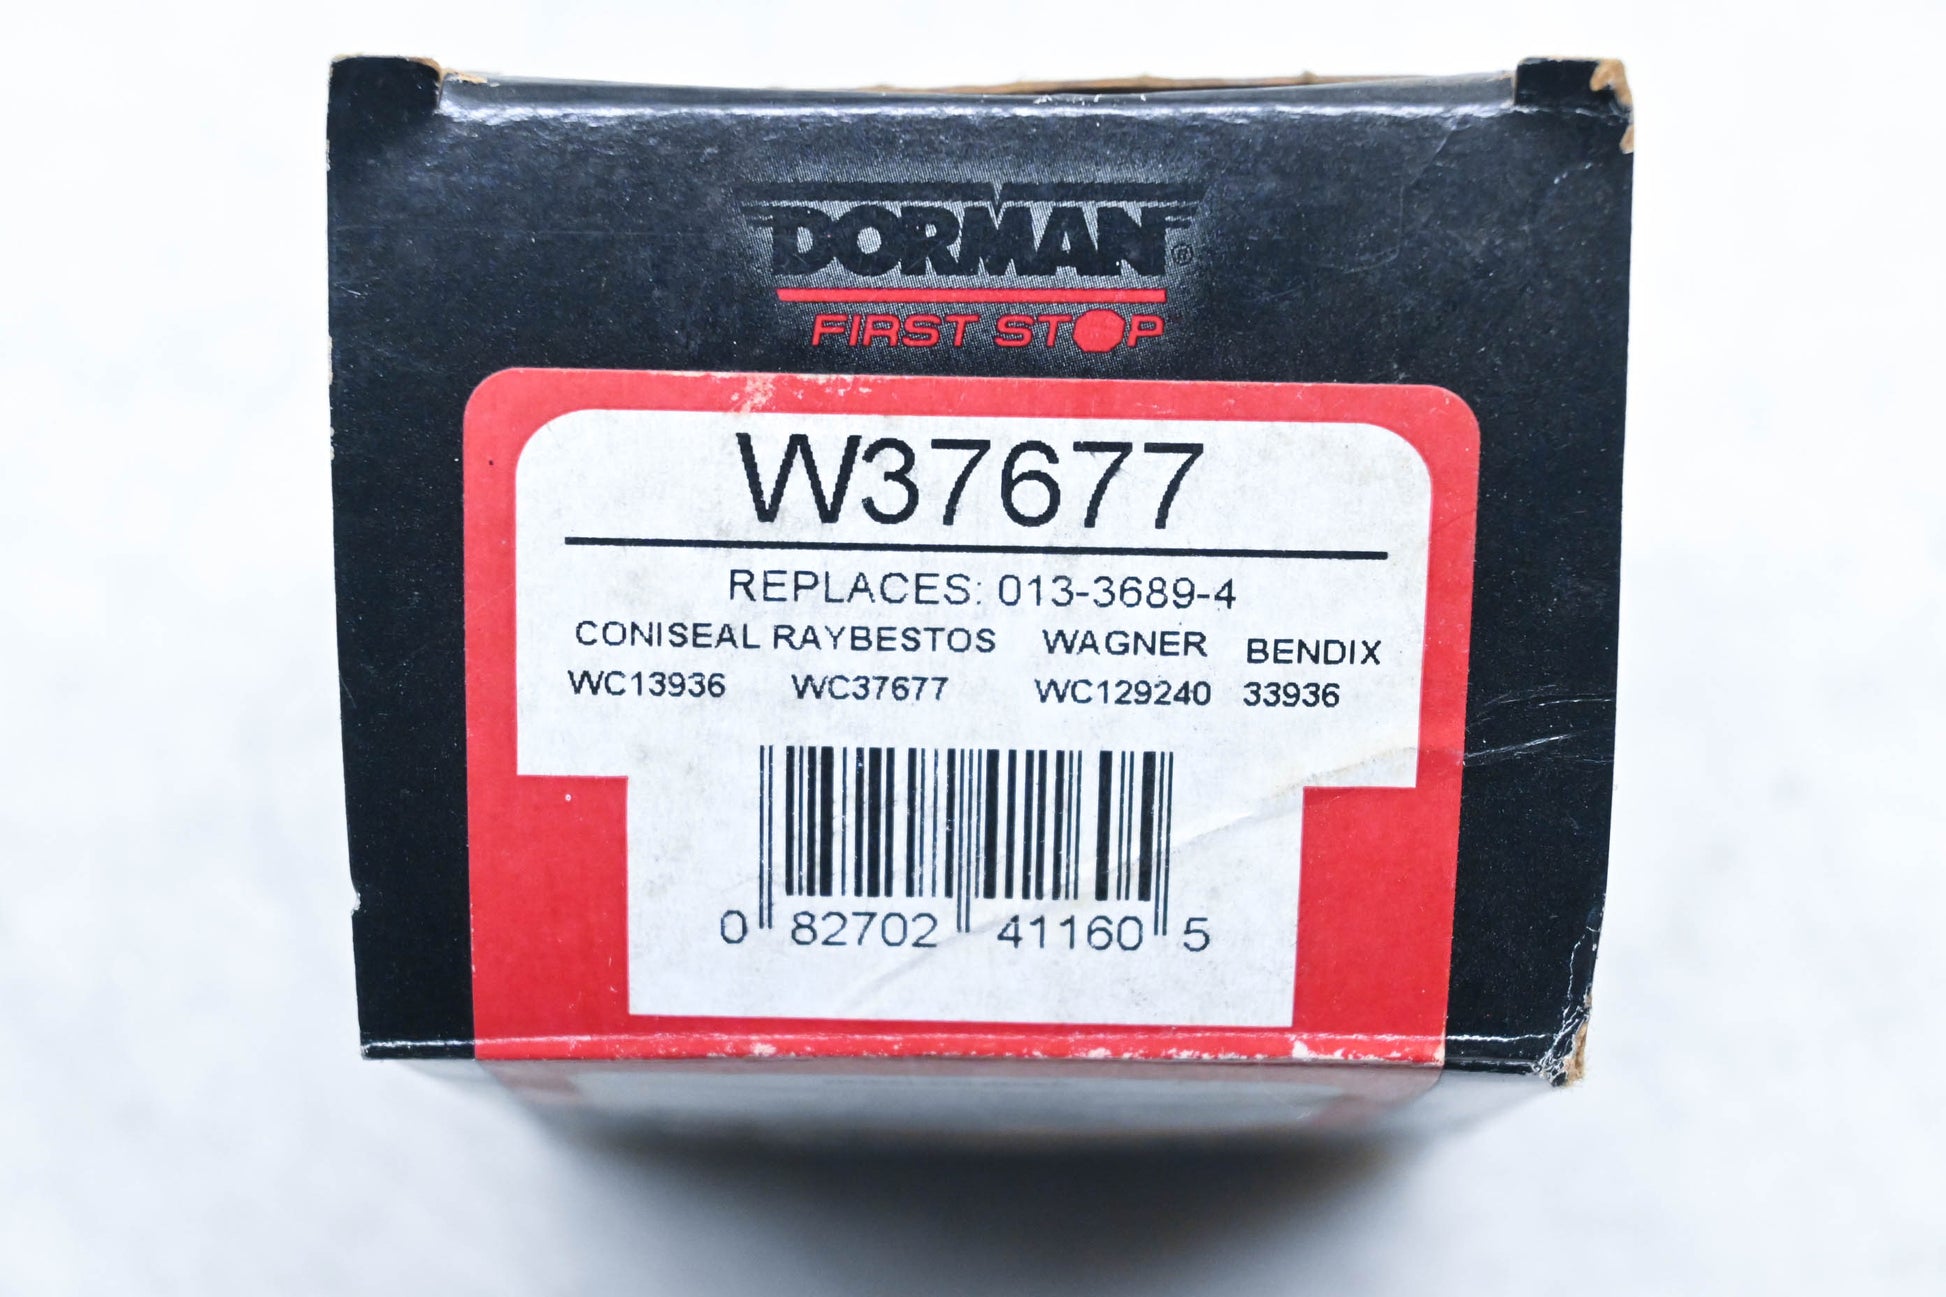 DORMAN®
FIRST STOP
W37677
REPLACES: 013-3689-4
CONISEAL RAYBESTOS WAGNER BENDIX
WC13936 WC37677 WC129240 33936
0 82702 41160 5